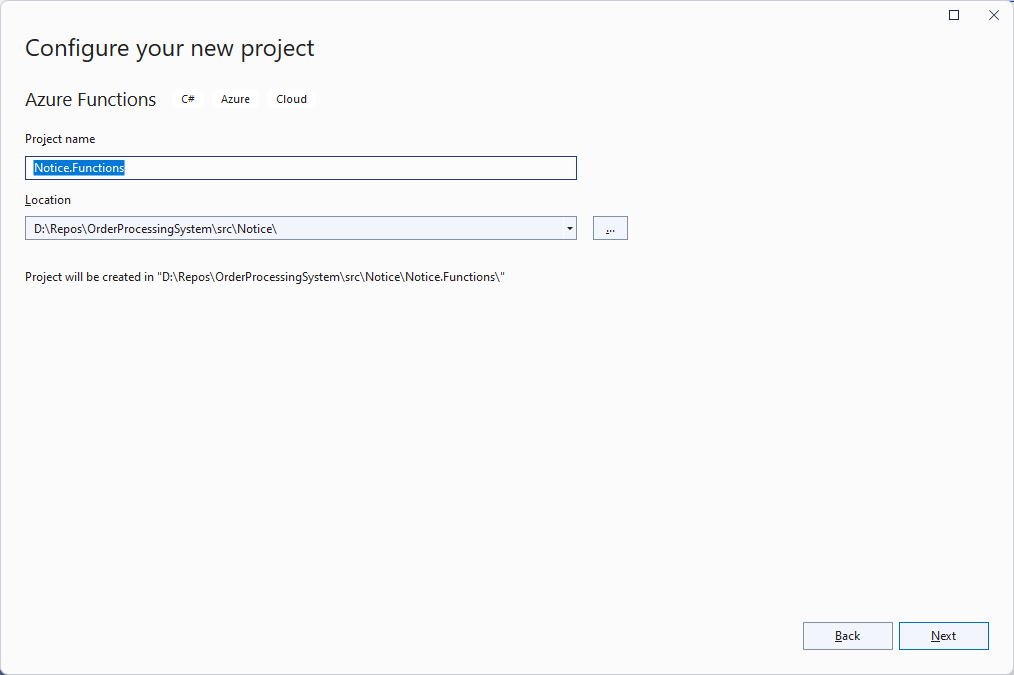 Configure your new project
Azure Functions C# Azure Cloud
Project name
Notice.Functions
Location
D:\Repos\OrderProcessingSystem\src\Notice\
...
Project will be created in "D:\Repos\OrderProcessingSystem\src\Notice\Notice.Functions\"
Back Next